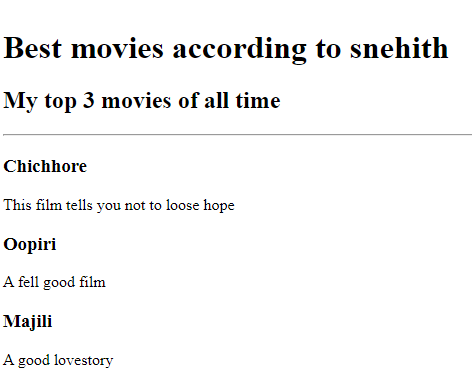 Best movies according to snehith
My top 3 movies of all time
Chichhore
This film tells you not to loose hope
Oopiri
A fell good film
Majili
A good lovestory